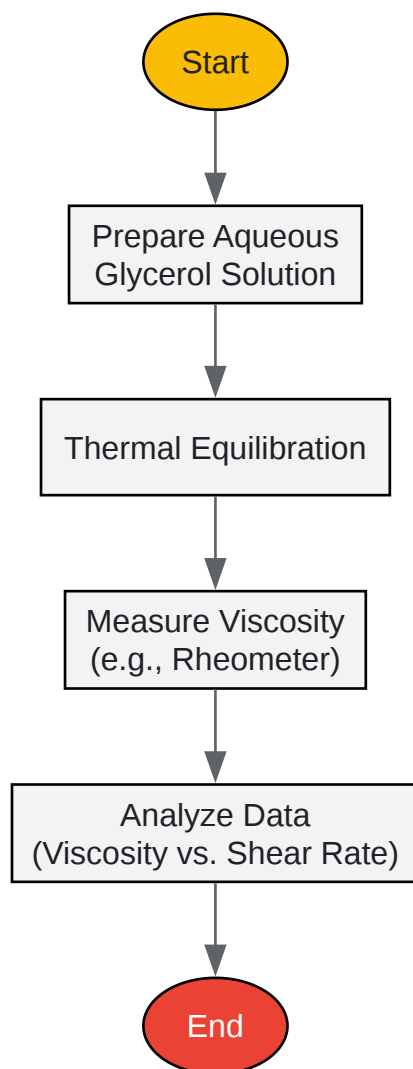 Start
Prepare Aqueous
Glycerol Solution
Thermal Equilibration
Measure Viscosity
(e.g., Rheometer)
Analyze Data
(Viscosity vs. Shear Rate)
End